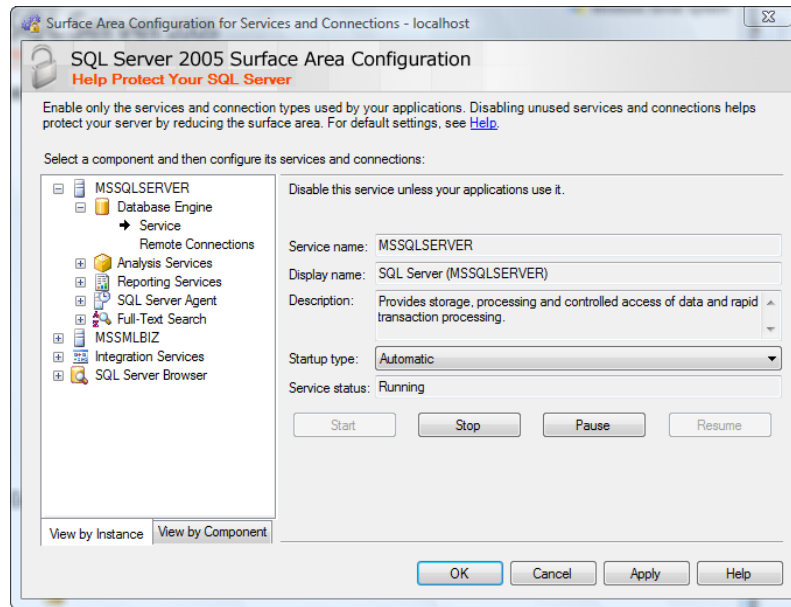 Surface Area Configuration for Services and Connections - localhost
SQL Server 2005 Surface Area Configuration
Help Protect Your SQL Server
Enable only the services and connection types used by your applications. Disabling unused services and connections helps
protect your server by reducing the surface area. For default settings, see Help.
Select a component and then configure its services and connections:
MSSQLSERVER
Database Engine
Service
Remote Connections
Analysis Services
Reporting Services
SQL Server Agent
Full-Text Search
MSSMLBIZ
Integration Services
SQL Server Browser
View by Instance View by Component
Disable this service unless your applications use it.
Service name: MSSQLSERVER
Display name: SQL Server (MSSQLSERVER)
Description: Provides storage, processing and controlled access of data and rapid
transaction processing.
Startup type: Automatic
Service status: Running
Start Stop Pause Resume
OK Cancel Apply Help